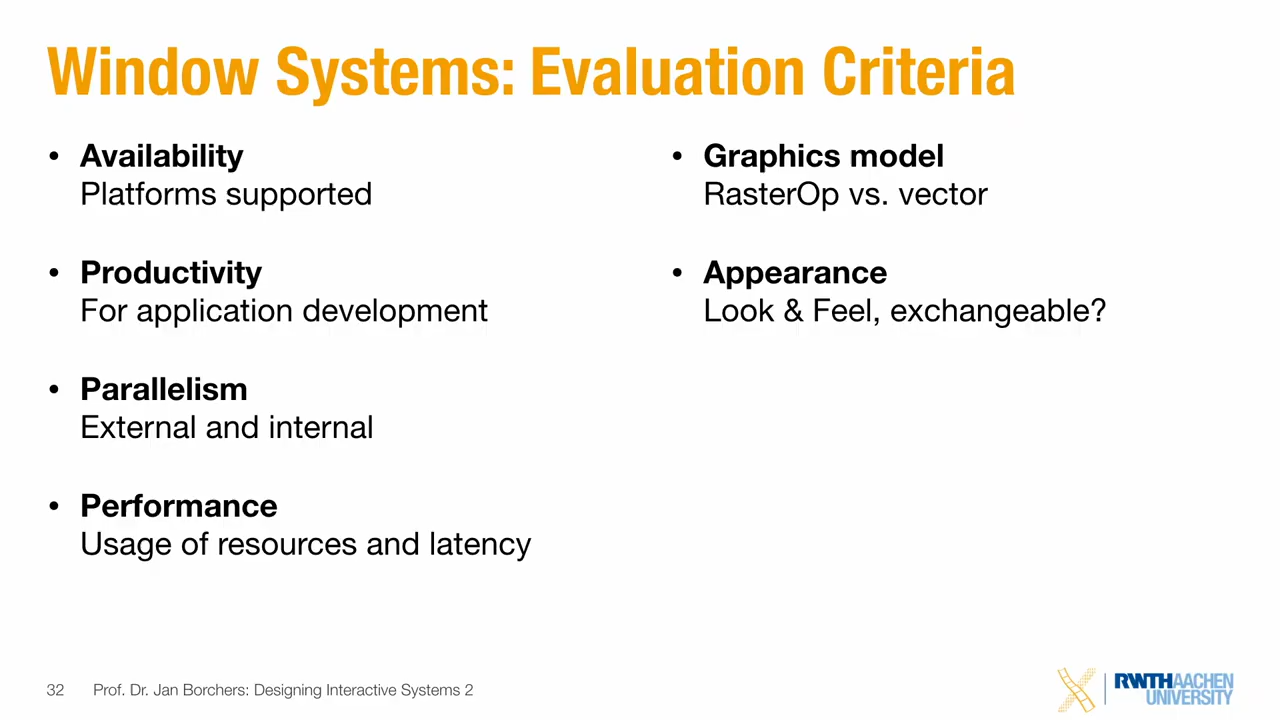 Window Systems: Evaluation Criteria
• Availability
Platforms supported
• Productivity
For application development
• Parallelism
External and internal
• Performance
Usage of resources and latency
• Graphics model
RasterOp vs. vector
• Appearance
Look & Feel, exchangeable?
32 Prof. Dr. Jan Borchers: Designing Interactive Systems 2
RWTHAACHEN
UNIVERSITY